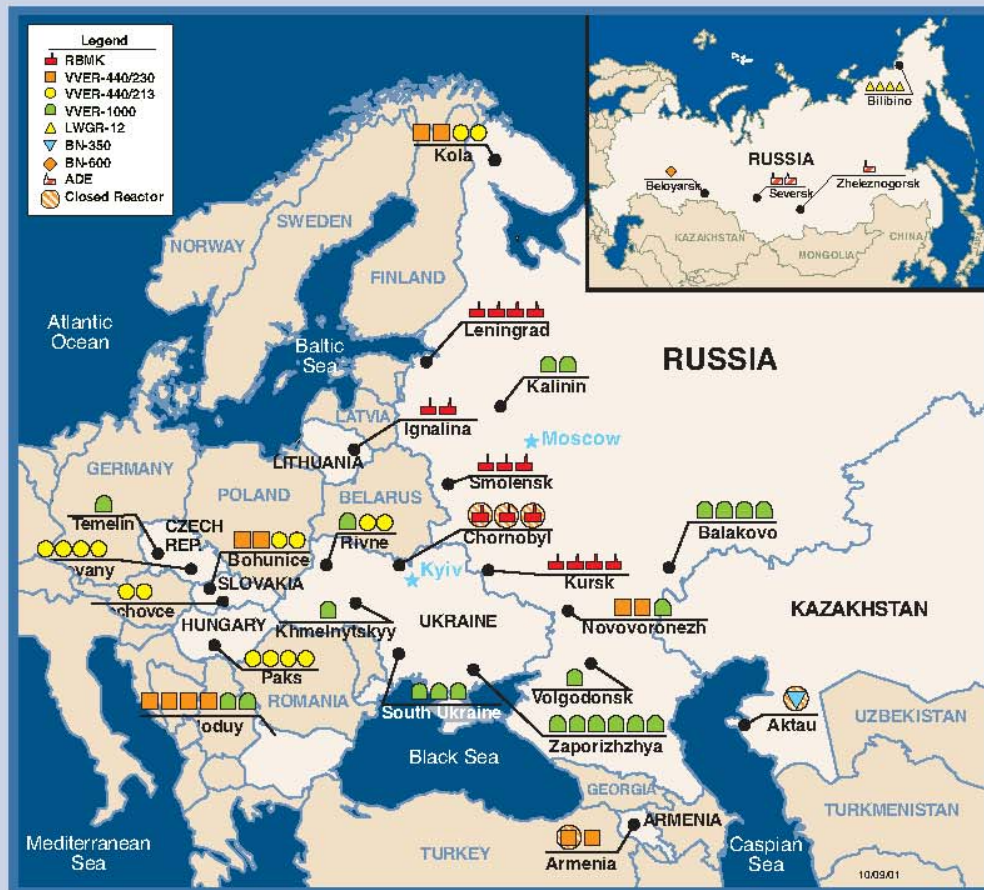 Legend
RBMK
VVER-440/230
VVER-440/213
VVER-1000
LWGR-12
BN-350
BN-600
ADE
Closed Reactor
Bilibino
RUSSIA
Beloyarsk
Seversk
Zheleznogorsk
KAZAKHSTAN
MONGOLIA
CHINA
Kola
SWEDEN
NORWAY
FINLAND
Atlantic
Ocean
Baltic
Sea
Leningrad
RUSSIA
Kalinin
LATVIA
Ignalina
Moscow
LITHUANIA
GERMANY
Smolensk
POLAND
BELARUS
Temelin
CZECH
REP.
Rivne
Chornobyl
Balakovo
ovany
Bohunice
Kyiv
Kursk
SLOVAKIA
ochovce
HUNGARY
Khmelnytskyy
UKRAINE
Novovoronezh
KAZAKHSTAN
Paks
ROMANIA
Volgodonsk
loduy
South Ukraine
Zaporizhzhya
Aktau
UZBEKISTAN
Black Sea
GEORGIA
TURKMENISTAN
ARMENIA
Mediterranean
Sea
TURKEY
Armenia
Caspian
Sea
10/09/01